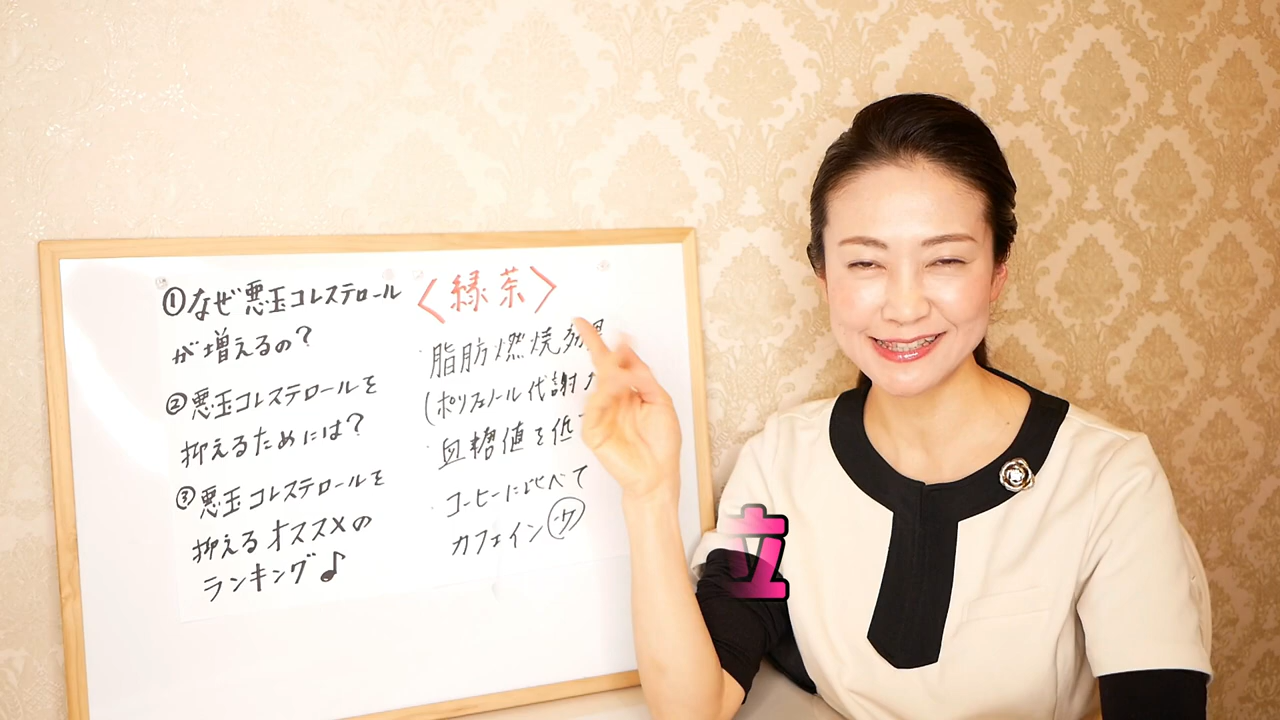 ①なぜ悪玉コレステロール
が増えるの?
②悪玉コレステロールを
抑えるためには?
③悪玉コレステロールを
抑えるオススメの
ランキング♪
〈緑茶〉
・脂肪燃焼効果
(ポリフェノール代謝
・血糖値を低
・コーヒーに比べて
カフェイン少
立